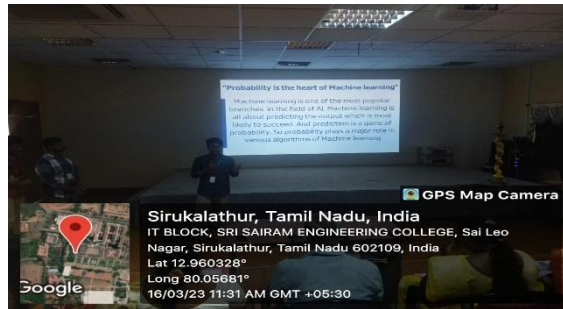 "Probability is the heart of Machine learning"
Machine learning is one of the most popular
branches. In the field of AI. Machine learning is
all about predicting the output which is most
likely to succeed. And prediction is a game of
probability. So probability plays a major role in
various algorithms of Machine learning.
GPS Map Camera
Sirukalathur, Tamil Nadu, India
IT BLOCK, SRI SAIRAM ENGINEERING COLLEGE, Sai Leo
Nagar, Sirukalathur, Tamil Nadu 602109, India
Lat 12.960328°
Long 80.05681°
16/03/23 11:31 AM GMT +05:30
Google